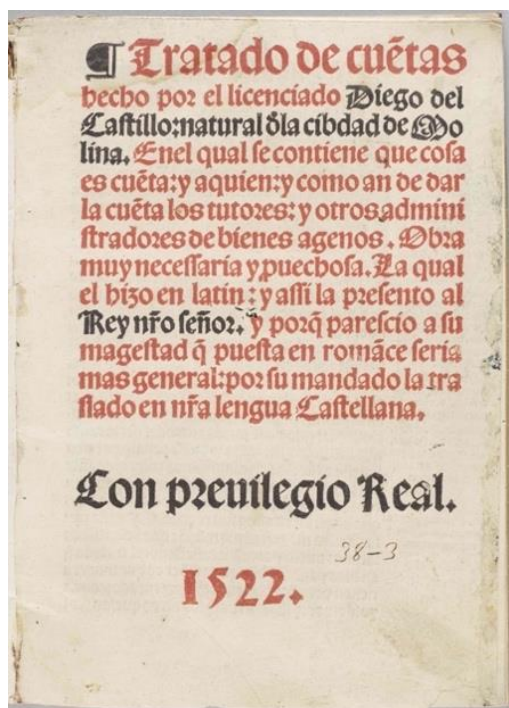 ¶ Tratado de cuẽtas
hecho por el licenciado Diego del
Castillo:natural ďla cibdad de Mo
lina. Enel qual se contiene que cosa
es cuẽta:y aquien:y como an de dar
la cuẽta los tutores: y otros admini
stradores de bienes agenos. Obra
muy necessaria y ꝓuechosa. La qual
el hizo en latin : y assi la presento al
Rey nr̃o señor. y porq̃ parescio a su
magestad q̃ puesta en romãce seria
mas general:por su mandado la tra
slado en nr̃a lengua Castellana.
Con preuilegio Real.
38-3
1522.